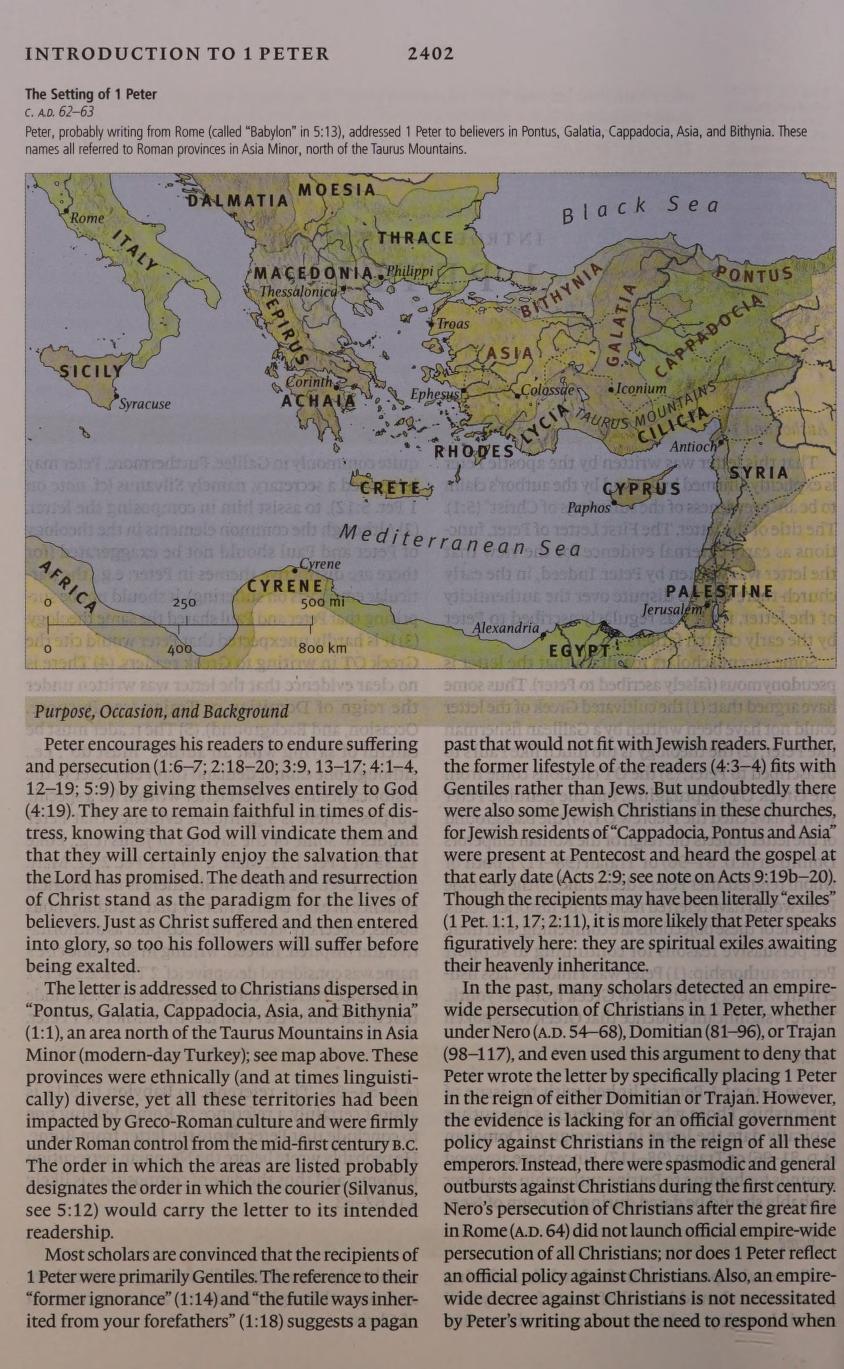 INTRODUCTION TO 1 PETER 2402
The Setting of 1 Peter
C. A.D. 62–63
Peter, probably writing from Rome (called "Babylon" in 5:13), addressed 1 Peter to believers in Pontus, Galatia, Cappadocia, Asia, and Bithynia. These
names all referred to Roman provinces in Asia Minor, north of the Taurus Mountains.
DALMATIA
MOESIA
Black Sea
Rome
ITALY
THRACE
MACEDONIA
Philippi
Thessalonica
EPIRUS
BITHYNIA
PONTUS
GALATIA
CAPPADOCIA
Troas
ASIA
SICILY
Syracuse
Corinth
ACHAIA
Ephesus
Colossae
Iconium
TAURUS MOUNTAINS
LYCIA
CILICIA
RHODES
Antioch
CRETE
CYPRUS
SYRIA
Paphos
Mediterranean Sea
AFRICA
Cyrene
CYRENE
PALESTINE
Jerusalem
Alexandria
EGYPT
0 250 500 mi
0 400 800 km
Purpose, Occasion, and Background
Peter encourages his readers to endure suffering
and persecution (1:6–7; 2:18–20; 3:9, 13–17; 4:1–4,
12–19; 5:9) by giving themselves entirely to God
(4:19). They are to remain faithful in times of dis-
tress, knowing that God will vindicate them and
that they will certainly enjoy the salvation that
the Lord has promised. The death and resurrection
of Christ stand as the paradigm for the lives of
believers. Just as Christ suffered and then entered
into glory, so too his followers will suffer before
being exalted.
The letter is addressed to Christians dispersed in
"Pontus, Galatia, Cappadocia, Asia, and Bithynia"
(1:1), an area north of the Taurus Mountains in Asia
Minor (modern-day Turkey); see map above. These
provinces were ethnically (and at times linguisti-
cally) diverse, yet all these territories had been
impacted by Greco-Roman culture and were firmly
under Roman control from the mid-first century B.C.
The order in which the areas are listed probably
designates the order in which the courier (Silvanus,
see 5:12) would carry the letter to its intended
readership.
Most scholars are convinced that the recipients of
1 Peter were primarily Gentiles. The reference to their
"former ignorance" (1:14) and "the futile ways inher-
ited from your forefathers" (1:18) suggests a pagan
past that would not fit with Jewish readers. Further,
the former lifestyle of the readers (4:3–4) fits with
Gentiles rather than Jews. But undoubtedly there
were also some Jewish Christians in these churches,
for Jewish residents of "Cappadocia, Pontus and Asia"
were present at Pentecost and heard the gospel at
that early date (Acts 2:9; see note on Acts 9:19b–20).
Though the recipients may have been literally "exiles"
(1 Pet. 1:1, 17; 2:11), it is more likely that Peter speaks
figuratively here: they are spiritual exiles awaiting
their heavenly inheritance.
In the past, many scholars detected an empire-
wide persecution of Christians in 1 Peter, whether
under Nero (A.D. 54–68), Domitian (81–96), or Trajan
(98–117), and even used this argument to deny that
Peter wrote the letter by specifically placing 1 Peter
in the reign of either Domitian or Trajan. However,
the evidence is lacking for an official government
policy against Christians in the reign of all these
emperors. Instead, there were spasmodic and general
outbursts against Christians during the first century.
Nero's persecution of Christians after the great fire
in Rome (A.D. 64) did not launch official empire-wide
persecution of all Christians; nor does 1 Peter reflect
an official policy against Christians. Also, an empire-
wide decree against Christians is not necessitated
by Peter's writing about the need to respond when